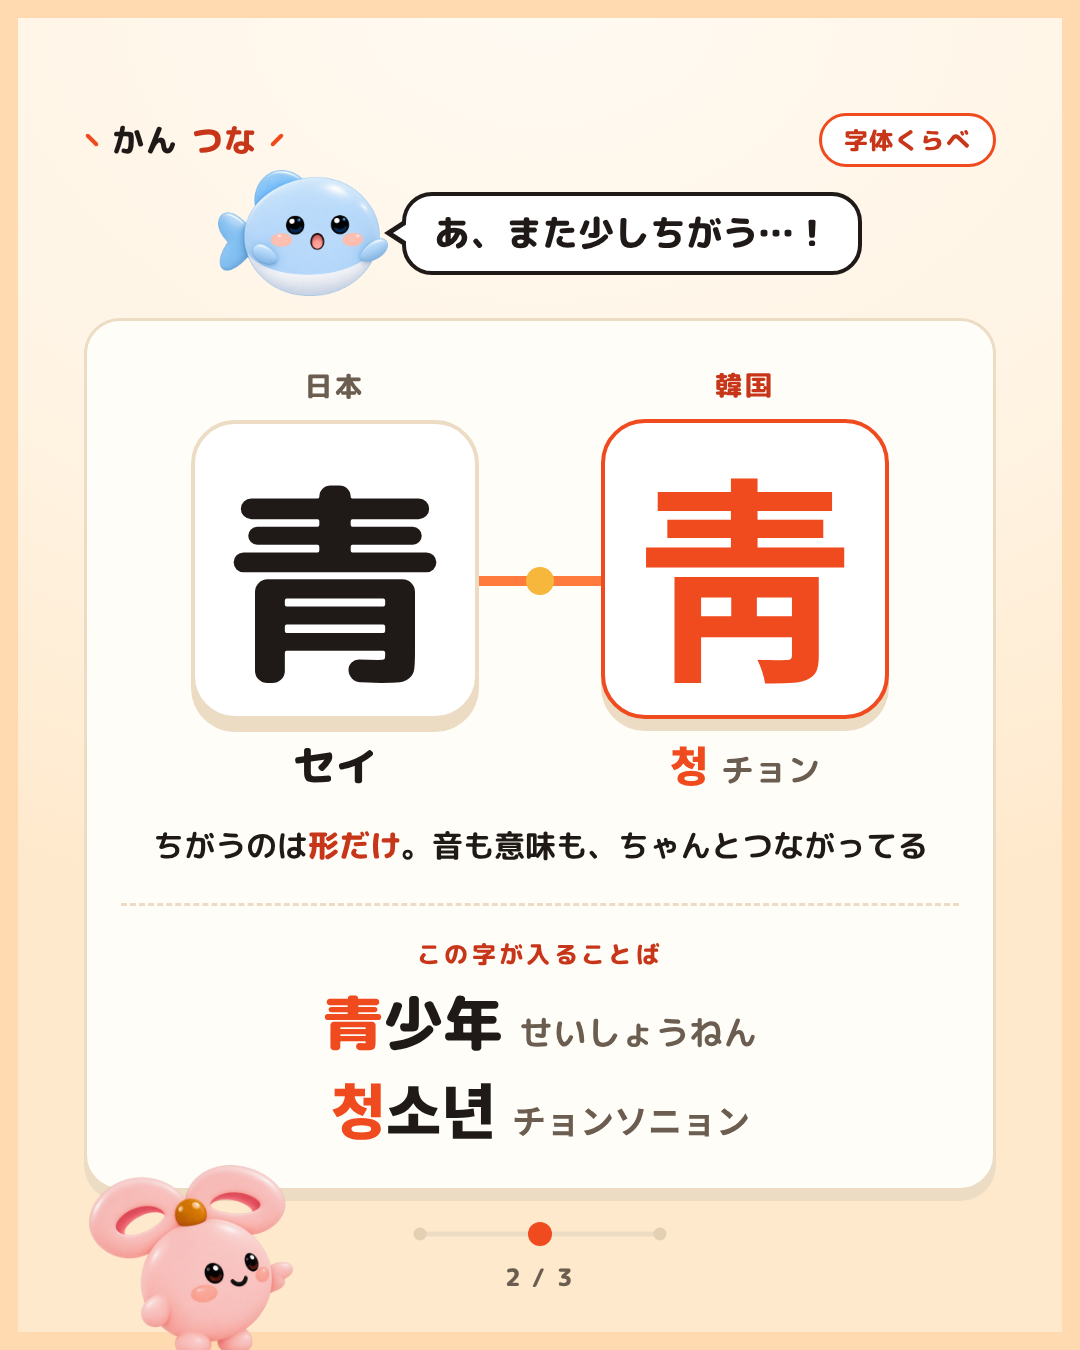 かん つな
字体くらべ
あ、また少しちがう…！
日本
韓国
青
靑
セイ
청 チョン
ちがうのは形だけ。音も意味も、ちゃんとつながってる
この字が入ることば
青少年 せいしょうねん
청소년 チョンソニョン
2 / 3